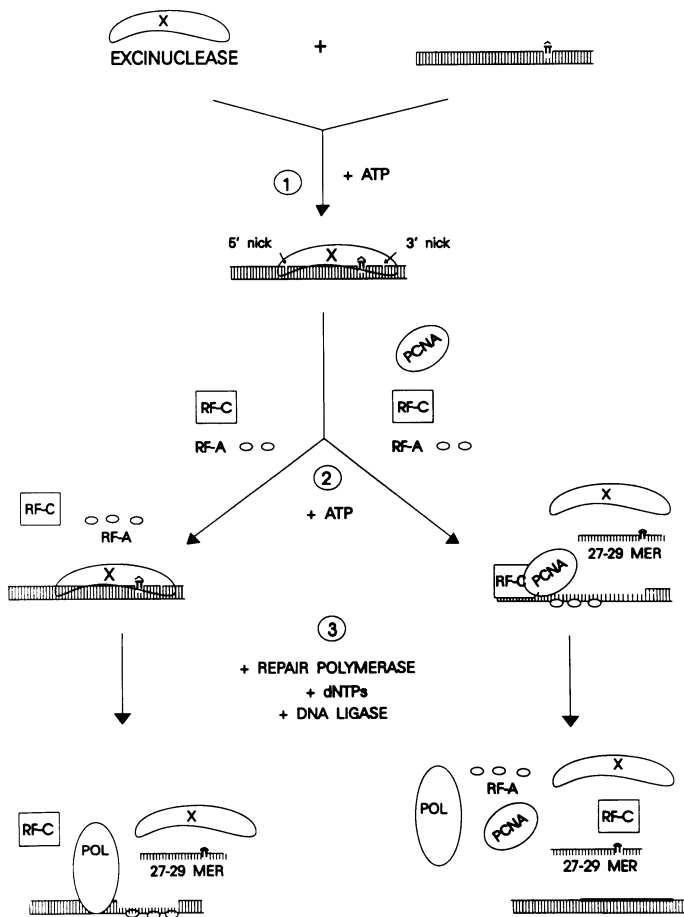 X
EXCINUCLEASE
+
1
+ ATP
5' nick
3' nick
X
PCNA
RF-C
RF-C
RF-A
RF-A
2
+ ATP
RF-C
RF-A
X
X
27-29 MER
RF-C
PCNA
3
+ REPAIR POLYMERASE
+ dNTPs
+ DNA LIGASE
RF-C
POL
X
27-29 MER
POL
RF-A
PCNA
X
RF-C
27-29 MER